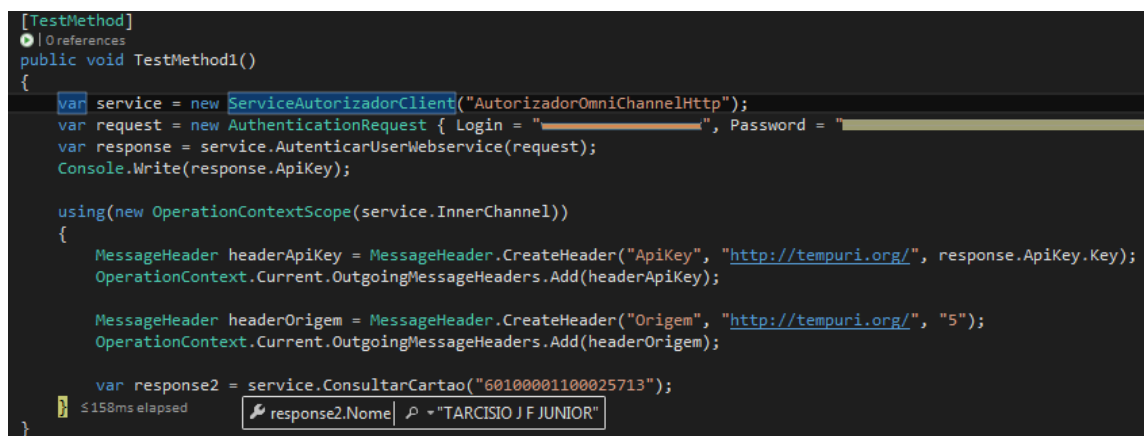 [TestMethod]
0 references
public void TestMethod1()
{
var service = new ServiceAutorizadorClient("AutorizadorOmniChannelHttp");
var request = new AuthenticationRequest { Login = "", Password = "
var response = service.AutenticarUserWebservice(request);
Console.Write(response.ApiKey);
using(new OperationContextScope(service.InnerChannel))
{
MessageHeader headerApiKey = MessageHeader.CreateHeader("ApiKey", "http://tempuri.org/", response.ApiKey.Key);
OperationContext.Current.OutgoingMessageHeaders.Add(headerApiKey);
MessageHeader headerOrigem = MessageHeader.CreateHeader("Origem", "http://tempuri.org/", "5");
OperationContext.Current.OutgoingMessageHeaders.Add(headerOrigem);
var response2 = service.ConsultarCartao("60100001100025713");
} ≤158ms elapsed
response2.Nome "TARCISIO J F JUNIOR"
}